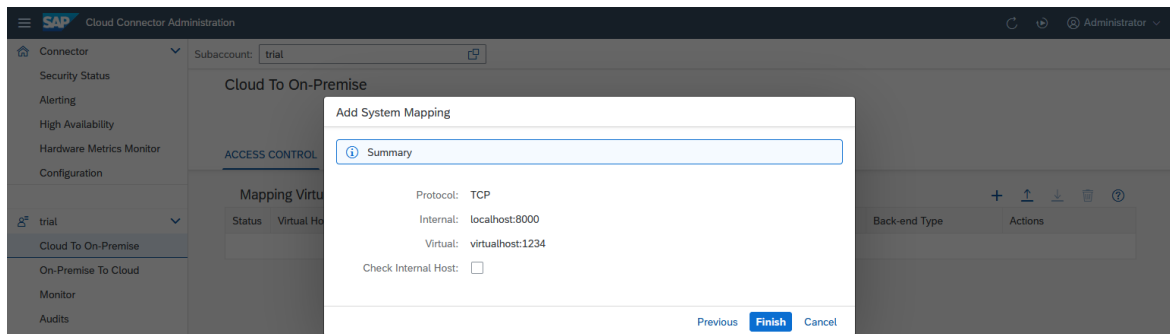 SAP Cloud Connector Administration Administrator
Connector
Security Status
Alerting
High Availability
Hardware Metrics Monitor
Configuration
trial
Cloud To On-Premise
On-Premise To Cloud
Monitor
Audits
Subaccount: trial
Cloud To On-Premise
ACCESS CONTROL
Mapping Virtu
Status Virtual Ho Back-end Type Actions
Add System Mapping
Summary
Protocol: TCP
Internal: localhost:8000
Virtual: virtualhost:1234
Check Internal Host:
Previous Finish Cancel